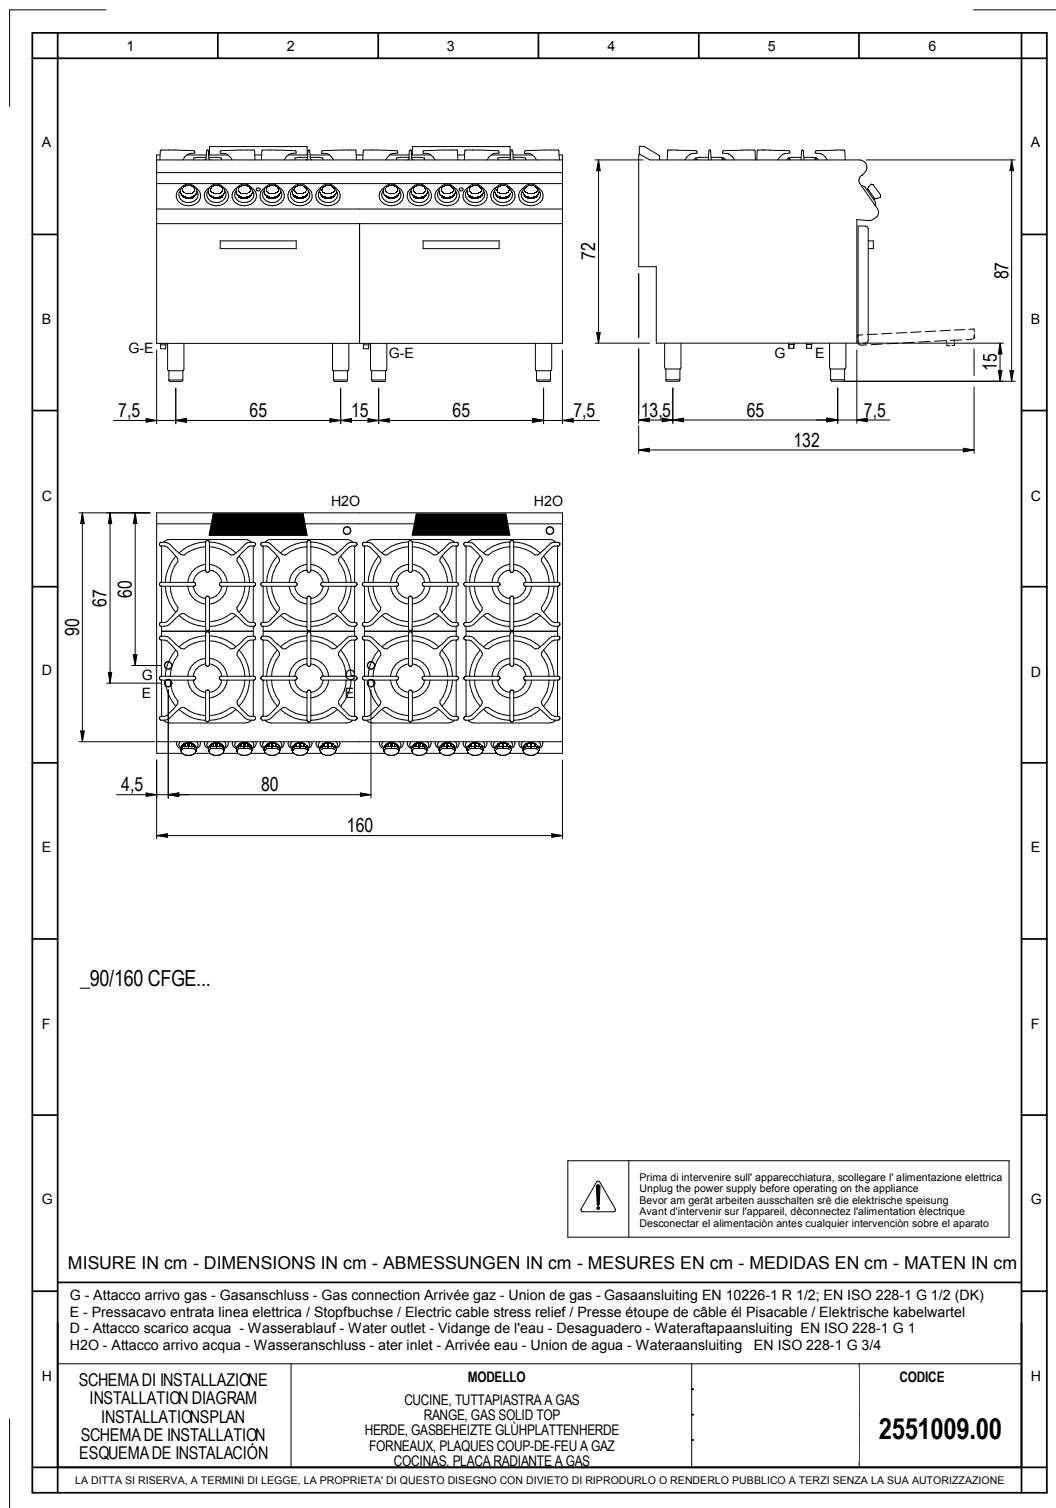 1 2 3 4 5 6
A A
72
87
B B
G-E G-E G E
15
7,5 65 15 65 7,5 13,5 65 7,5
132
C C
H2O H2O
90 67 60
D D
G G
E E
4,5 80
160
E E
_90/160 CFGE...
F F
G G
Prima di intervenire sull' apparecchiatura, scollegare l' alimentazione elettrica
Unplug the power supply before operating on the appliance
Bevor am gerät arbeiten ausschalten srè die elektrische speisung
Avant d'intervenir sur l'appareil, dèconnectez l'alimentation èlectrique
Desconectar el alimentaciòn antes cualquier intervenciòn sobre el aparato
MISURE IN cm - DIMENSIONS IN cm - ABMESSUNGEN IN cm - MESURES EN cm - MEDIDAS EN cm - MATEN IN cm
G - Attacco arrivo gas - Gasanschluss - Gas connection Arrivée gaz - Union de gas - Gasaansluiting EN 10226-1 R 1/2; EN ISO 228-1 G 1/2 (DK)
E - Pressacavo entrata linea elettrica / Stopfbuchse / Electric cable stress relief / Presse étoupe de câble él Pisacable / Elektrische kabelwartel
D - Attacco scarico acqua - Wasserablauf - Water outlet - Vidange de l'eau - Desaguadero - Wateraftapaansluiting EN ISO 228-1 G 1
H2O - Attacco arrivo acqua - Wasseranschluss - ater inlet - Arrivée eau - Union de agua - Wateraansluiting EN ISO 228-1 G 3/4
H H
SCHEMA DI INSTALLAZIONE
INSTALLATION DIAGRAM
INSTALLATIONSPLAN
SCHEMA DE INSTALLATION
ESQUEMA DE INSTALACIÓN
MODELLO
CUCINE, TUTTAPIASTRA A GAS
RANGE, GAS SOLID TOP
HERDE, GASBEHEIZTE GLÜHPLATTENHERDE
FORNEAUX, PLAQUES COUP-DE-FEU A GAZ
COCINAS, PLACA RADIANTE A GAS
CODICE
2551009.00
LA DITTA SI RISERVA, A TERMINI DI LEGGE, LA PROPRIETA' DI QUESTO DISEGNO CON DIVIETO DI RIPRODURLO O RENDERLO PUBBLICO A TERZI SENZA LA SUA AUTORIZZAZIONE